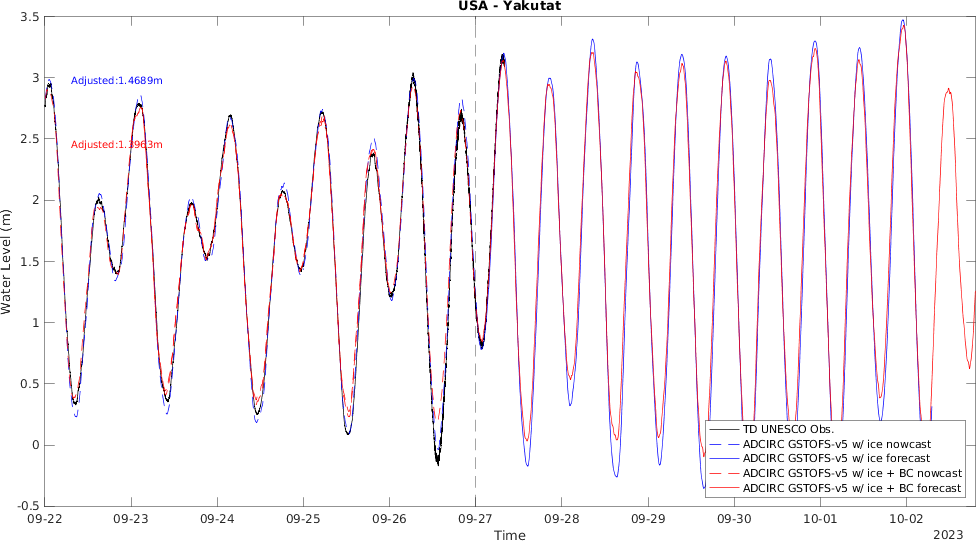 USA - Yakutat
3.5
3
2.5
2
1.5
1
0.5
0
-0.5
Water Level (m)
Adjusted:1.4689m
Adjusted:1.3963m
TD UNESCO Obs.
ADCIRC GSTOFS-v5 w/ ice nowcast
ADCIRC GSTOFS-v5 w/ ice forecast
ADCIRC GSTOFS-v5 w/ ice + BC nowcast
ADCIRC GSTOFS-v5 w/ ice + BC forecast
09-22 09-23 09-24 09-25 09-26 09-27 09-28 09-29 09-30 10-01 10-02
Time
2023